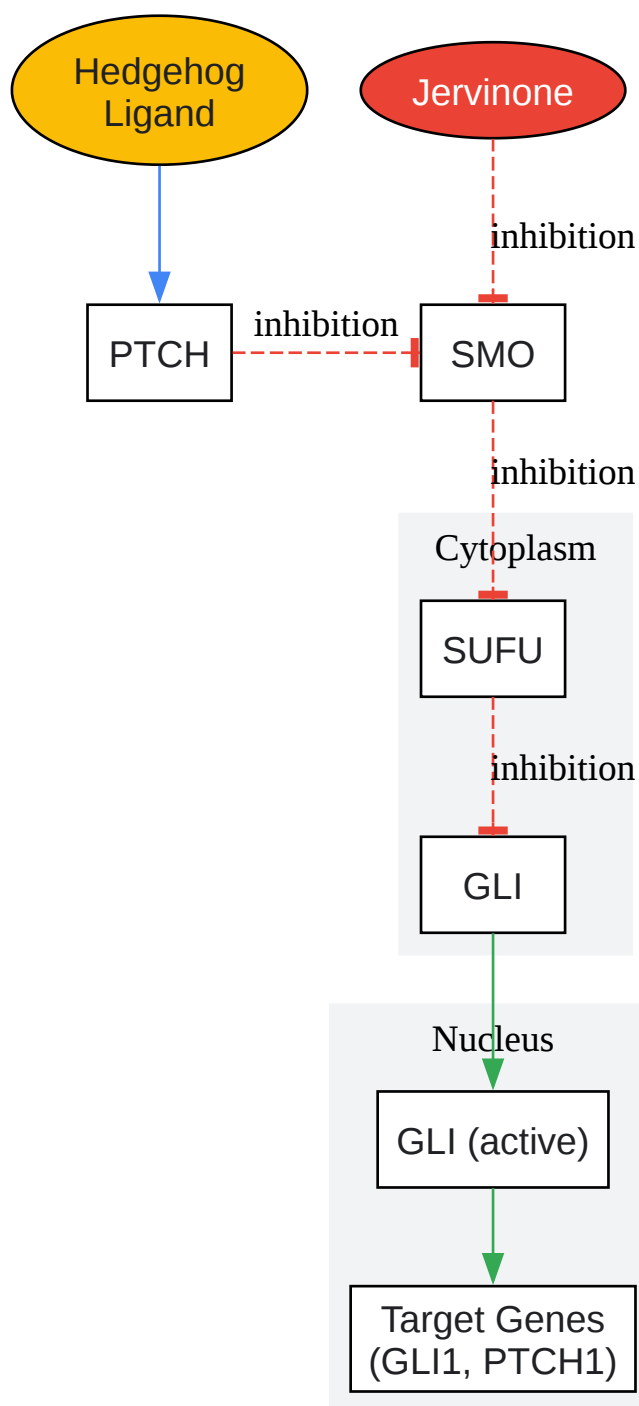 Hedgehog
Ligand
Jervinone
inhibition
inhibition
PTCH
SMO
inhibition
Cytoplasm
SUFU
inhibition
GLI
Nucleus
GLI (active)
Target Genes
(GLI1, PTCH1)